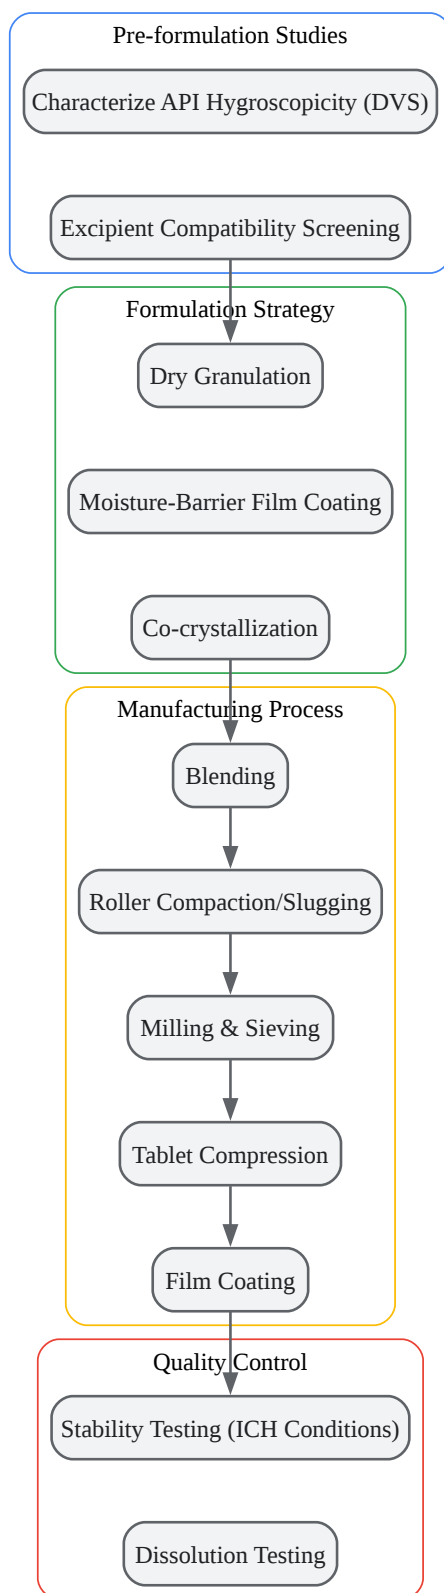 Pre-formulation Studies
Characterize API Hygroscopicity (DVS)
Excipient Compatibility Screening
Formulation Strategy
Dry Granulation
Moisture-Barrier Film Coating
Co-crystallization
Manufacturing Process
Blending
Roller Compaction/Slugging
Milling & Sieving
Tablet Compression
Film Coating
Quality Control
Stability Testing (ICH Conditions)
Dissolution Testing